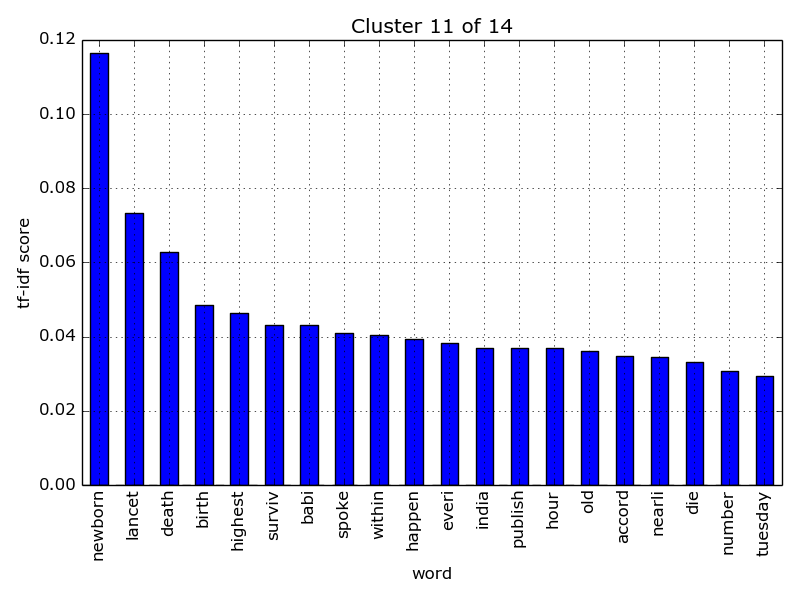 Cluster 11 of 14
tf-idf score
0.12
0.10
0.08
0.06
0.04
0.02
0.00
newborn
lancet
death
birth
highest
surviv
babi
spoke
within
happen
everi
india
publish
hour
old
accord
nearli
die
number
tuesday
word